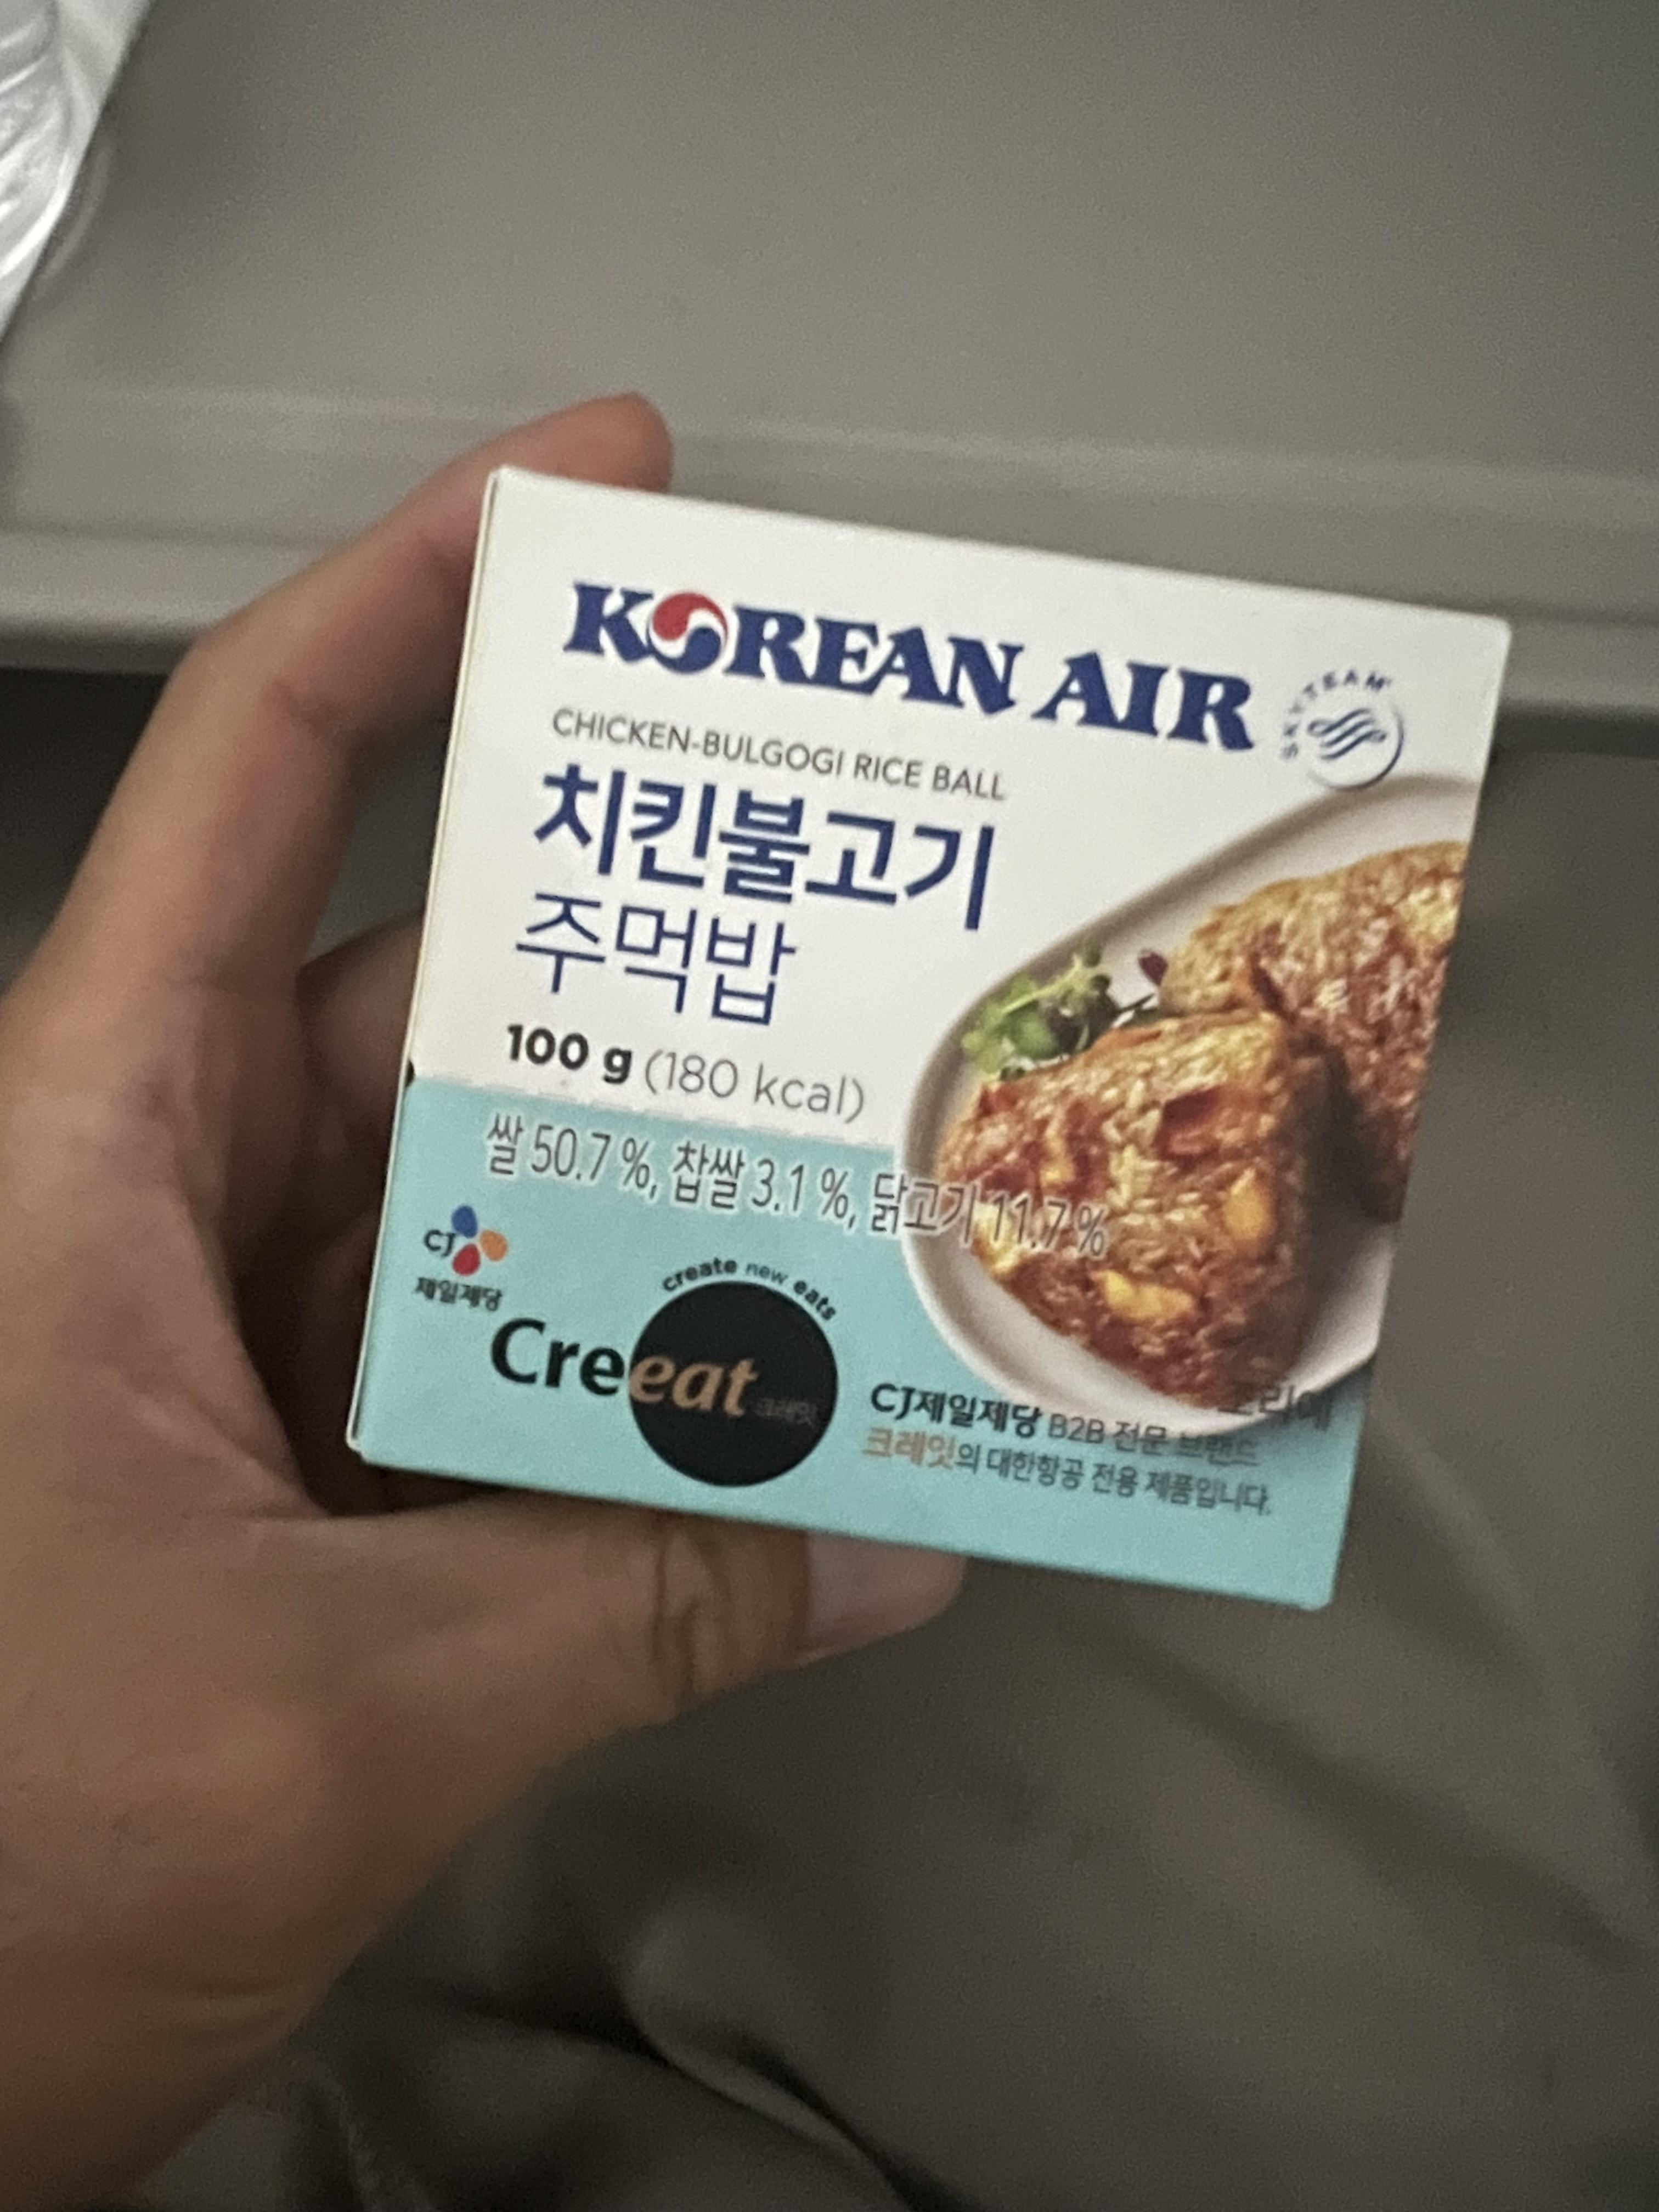 KOREAN AIR
SKYTEAM
CHICKEN-BULGOGI RICE BALL
치킨불고기
주먹밥
100 g (180 kcal)
쌀 50.7 %, 찹쌀 3.1 %, 닭고기 11.7 %
CJ
제일제당
create new eats
Creeat 크레잇
조리예
CJ제일제당 B2B 전문 브랜드
크레잇의 대한항공 전용 제품입니다.